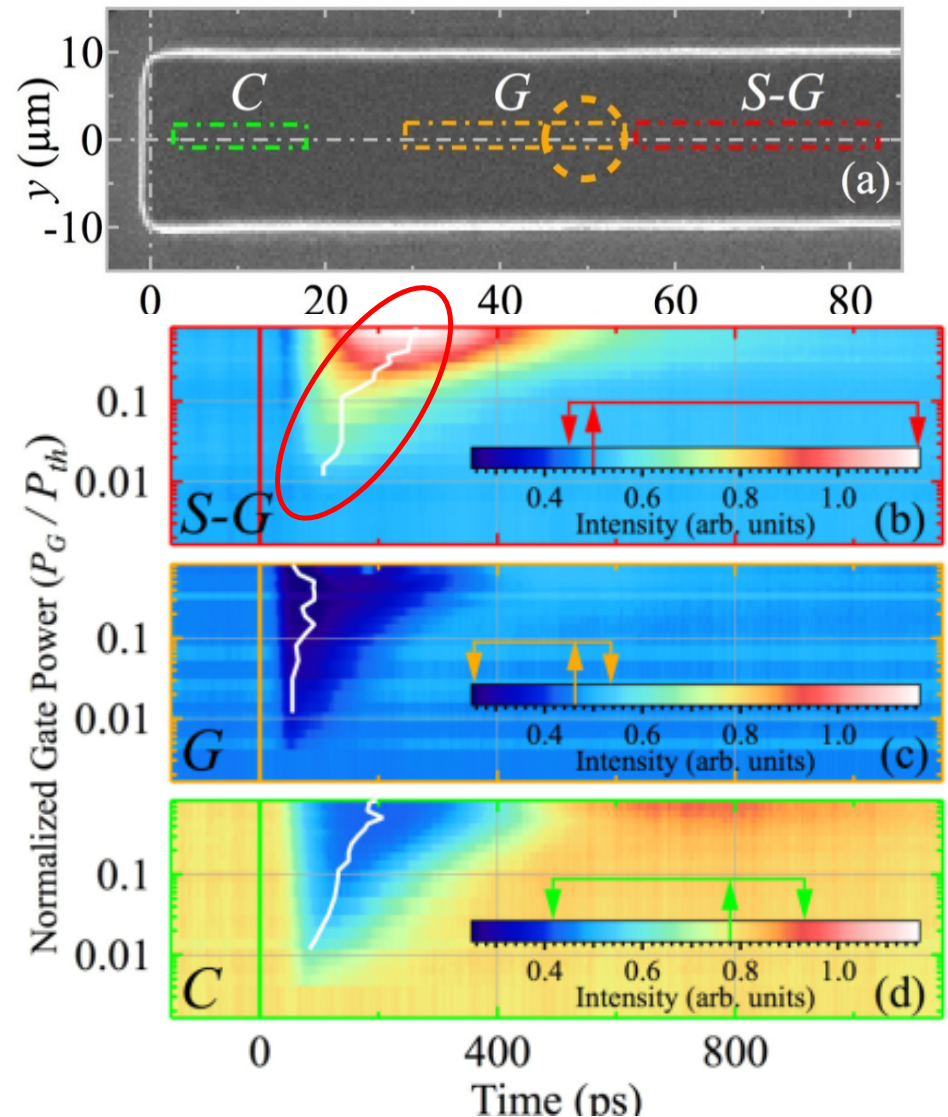 10
0
-10
y (μm)
C G S-G
(a)
0 20 40 60 80
Normalized Gate Power (P_G / P_th)
0.1
0.01
S-G
0.4 0.6 0.8 1.0
Intensity (arb. units)
(b)
0.1
0.01
G
0.4 0.6 0.8 1.0
Intensity (arb. units)
(c)
0.1
0.01
C
0.4 0.6 0.8 1.0
Intensity (arb. units)
(d)
0 400 800
Time (ps)